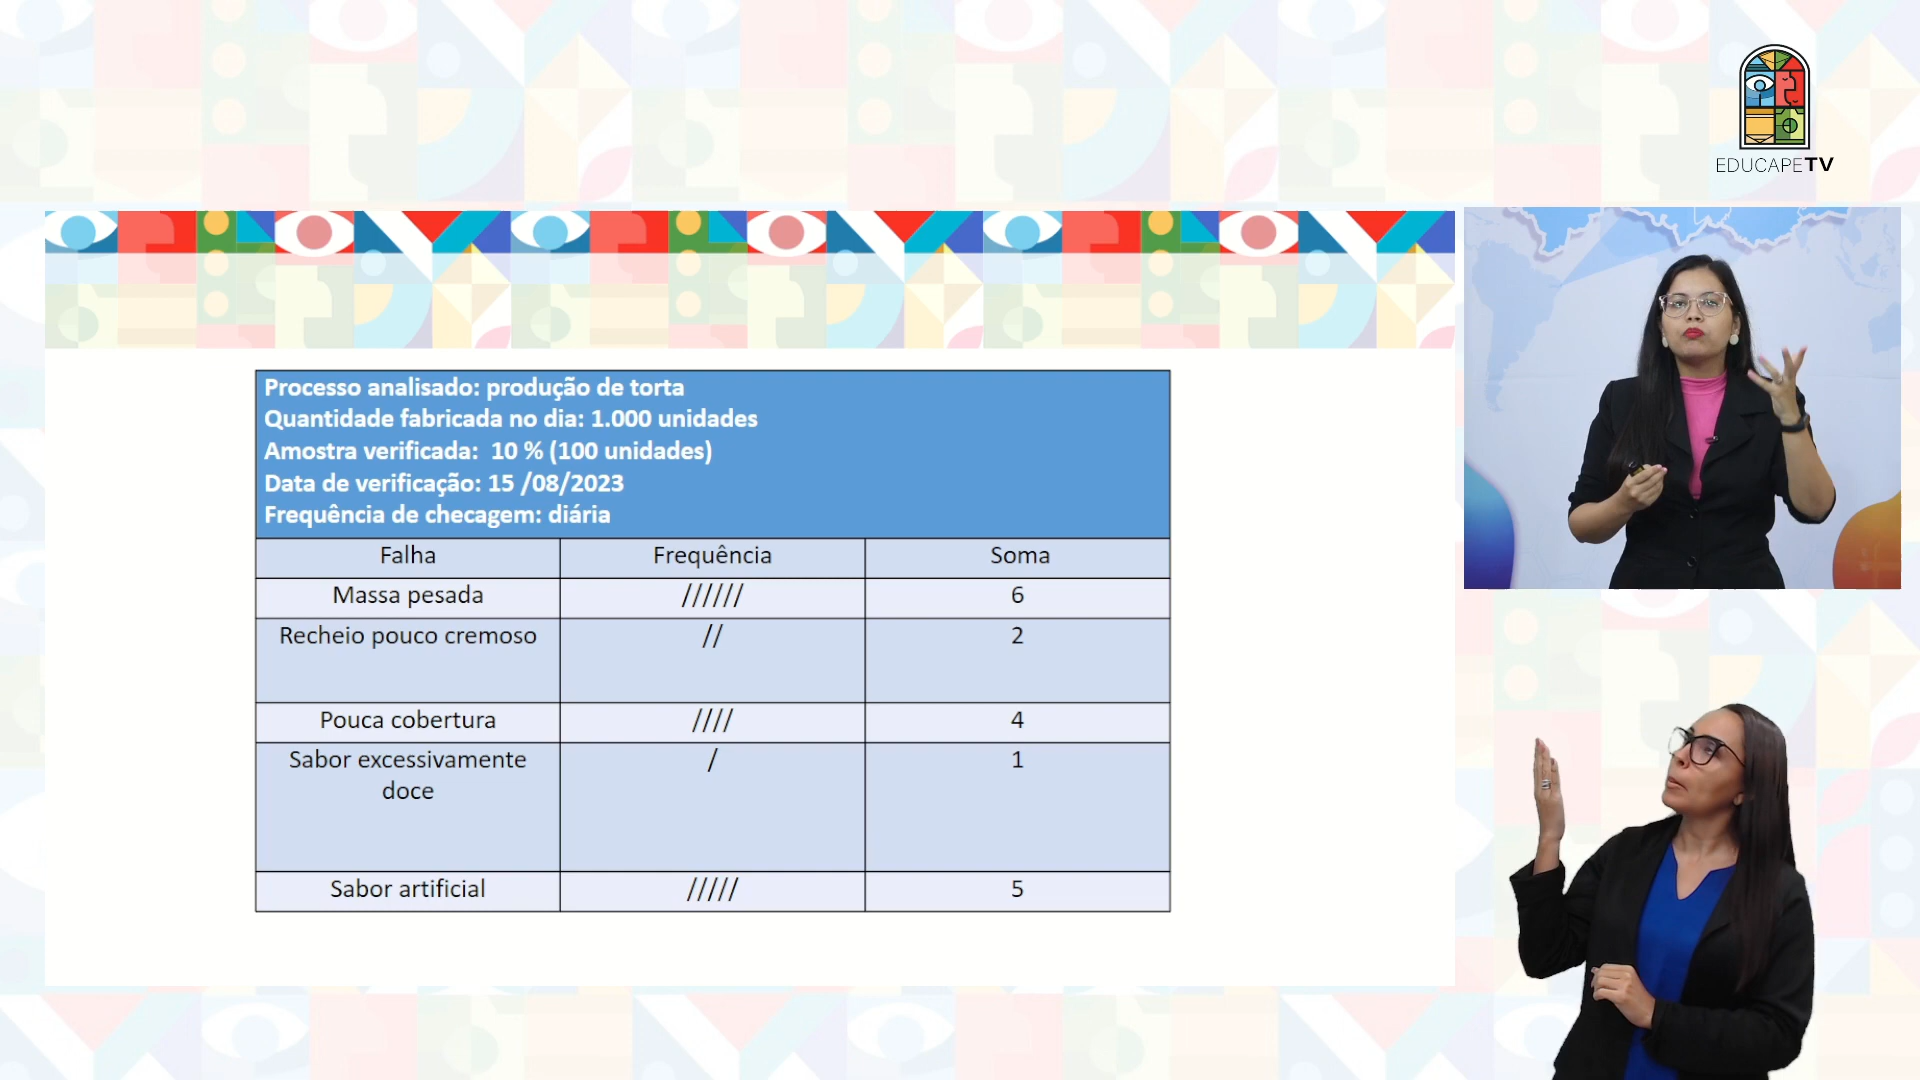 EDUCAPETV
Processo analisado: produção de torta
Quantidade fabricada no dia: 1.000 unidades
Amostra verificada:  10 % (100 unidades)
Data de verificação: 15 /08/2023
Frequência de checagem: diária
Falha Frequência Soma
Massa pesada ////// 6
Recheio pouco cremoso // 2
Pouca cobertura //// 4
Sabor excessivamente / 1
doce
Sabor artificial ///// 5